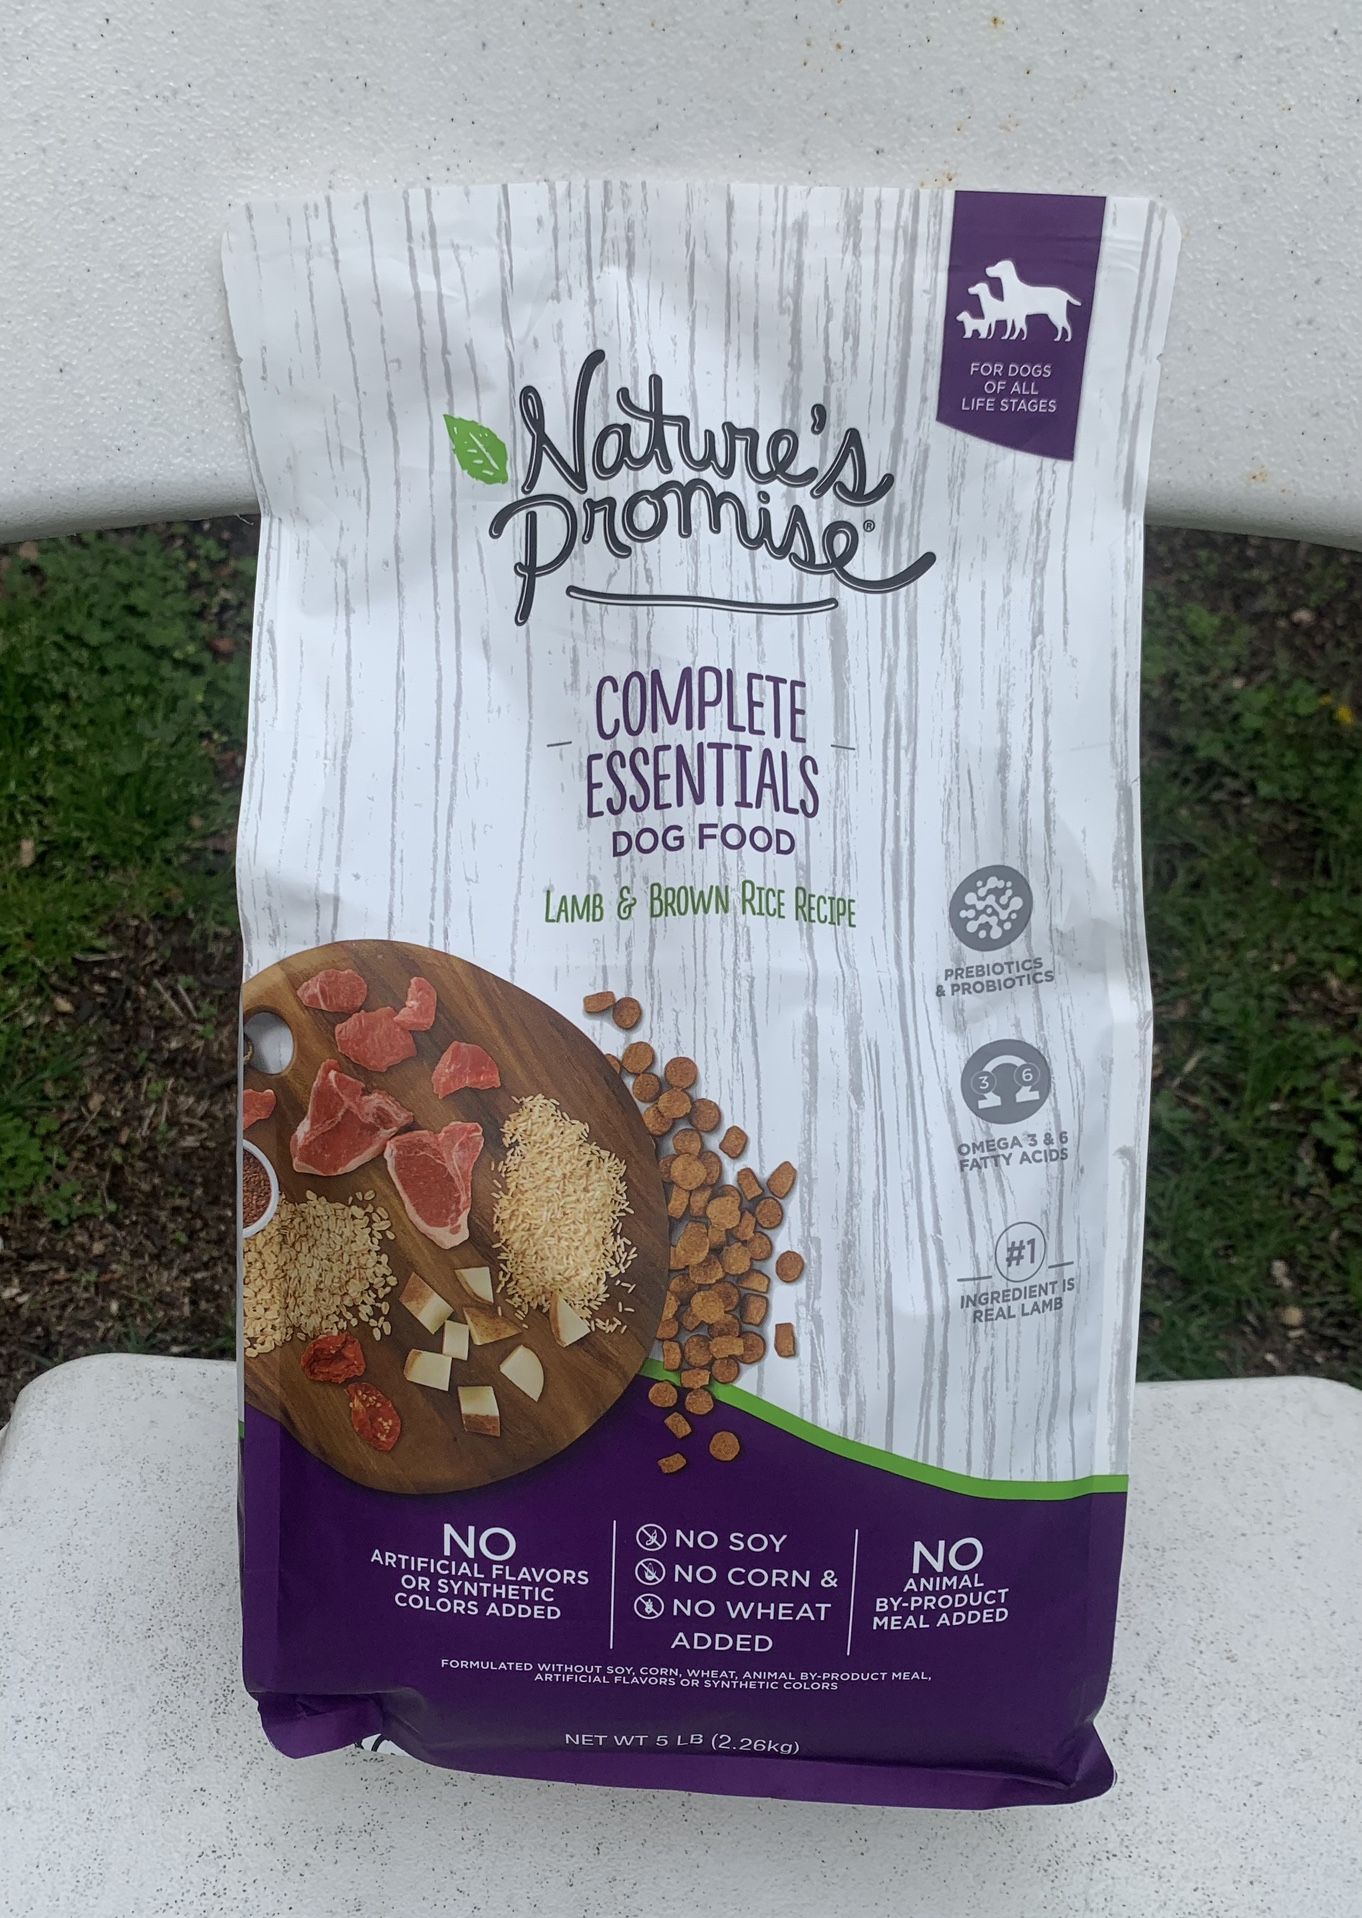 FOR DOGS
OF ALL
LIFE STAGES
Nature's
Promise®
COMPLETE
ESSENTIALS
DOG FOOD
LAMB & BROWN RICE RECIPE
PREBIOTICS
& PROBIOTICS
3 6
OMEGA 3 & 6
FATTY ACIDS
#1
INGREDIENT IS
REAL LAMB
NO
ARTIFICIAL FLAVORS
OR SYNTHETIC
COLORS ADDED
NO SOY
NO CORN &
NO WHEAT
ADDED
NO
ANIMAL
BY-PRODUCT
MEAL ADDED
FORMULATED WITHOUT SOY, CORN, WHEAT, ANIMAL BY-PRODUCT MEAL,
ARTIFICIAL FLAVORS OR SYNTHETIC COLORS
NET WT 5 LB (2.26kg)